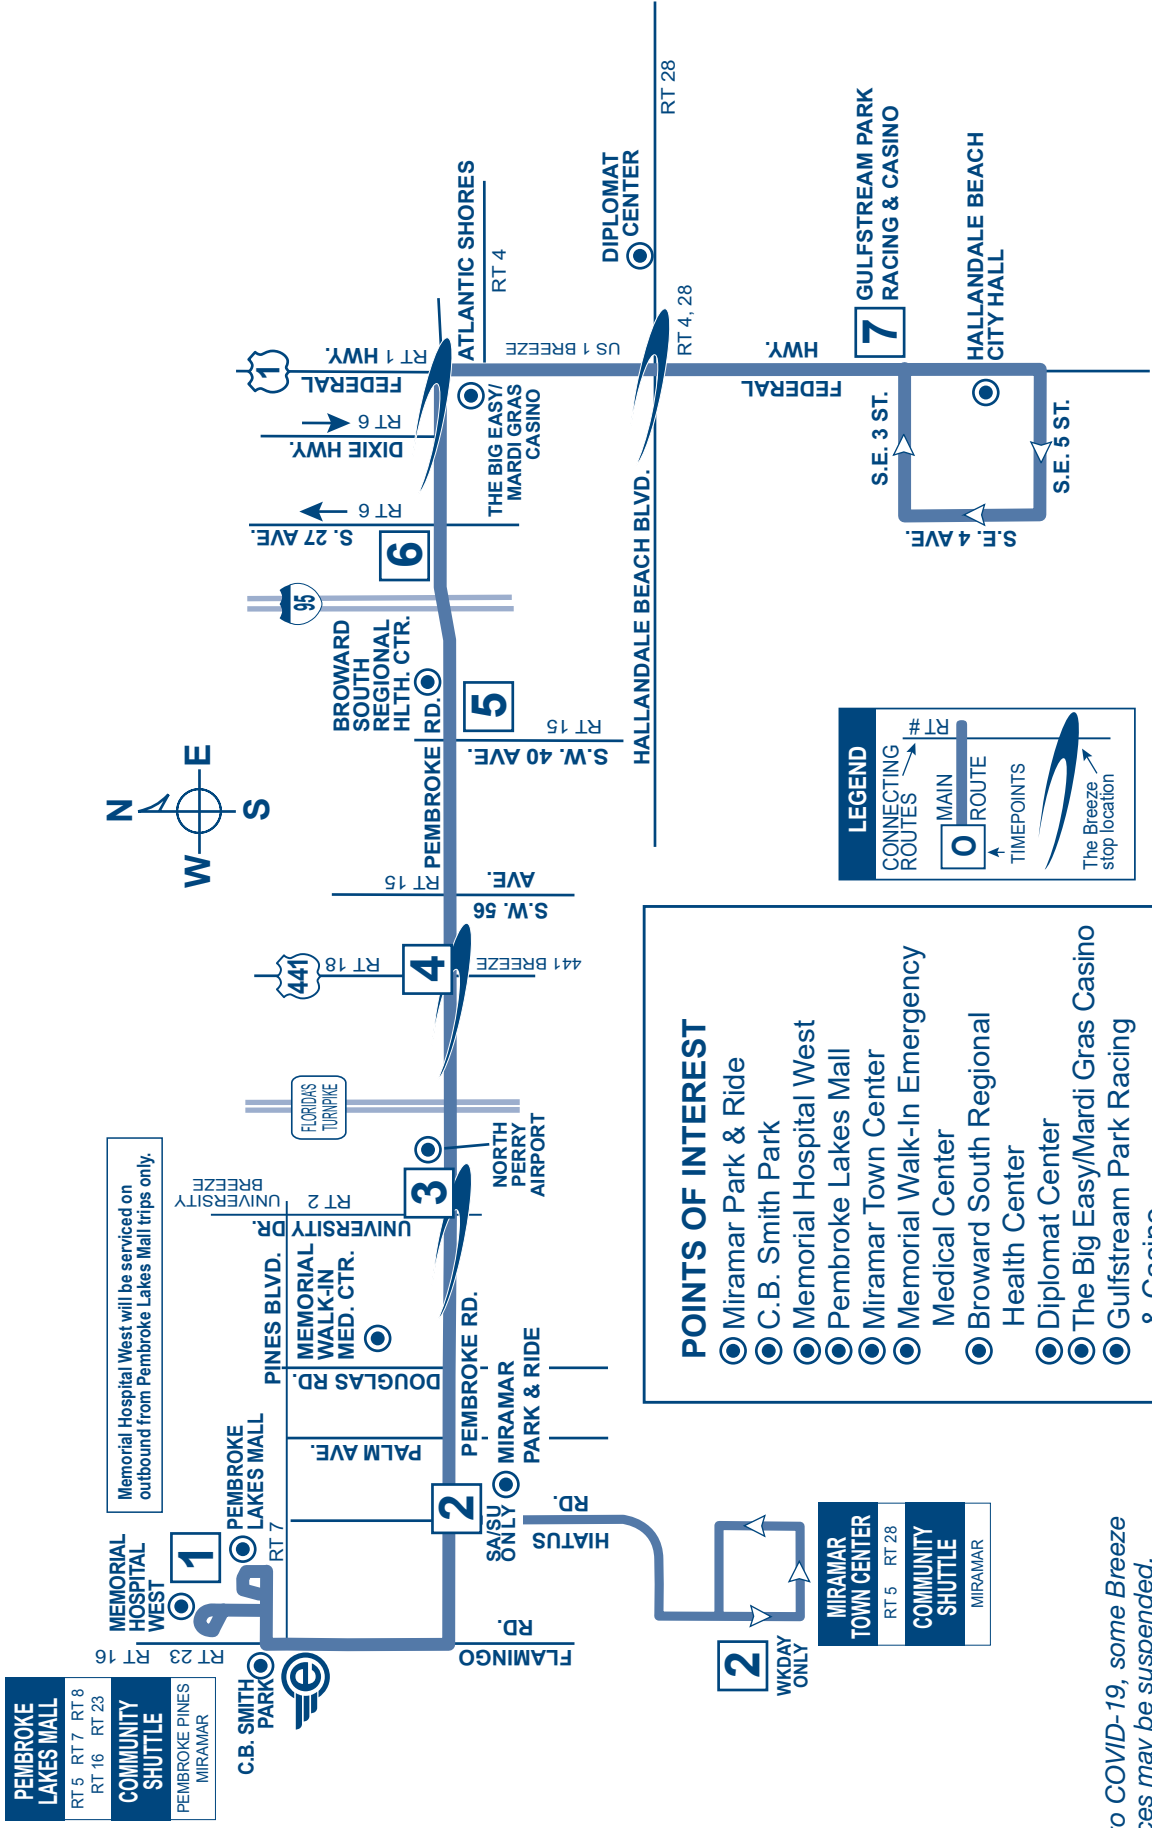 Memorial Hospital West will be serviced on
outbound from Pembroke Lakes Mall trips only.
PEMBROKE
LAKES MALL
RT 5 RT 7 RT 8
RT 16 RT 23
COMMUNITY
SHUTTLE
PEMBROKE PINES
MIRAMAR
C.B. SMITH
PARK
e
RT 16
RT 23
MEMORIAL
HOSPITAL
WEST
1
PEMBROKE
LAKES MALL
RT 7
FLAMINGO
RD.
PINES BLVD.
PALM AVE.
DOUGLAS RD.
MEMORIAL
WALK-IN
MED. CTR.
UNIVERSITY
BREEZE
RT 2
UNIVERSITY DR.
2
SA/SU
ONLY
HIATUS
RD.
MIRAMAR
PARK & RIDE
PEMBROKE RD.
2
WKDAY
ONLY
MIRAMAR
TOWN CENTER
RT 5 RT 28
COMMUNITY
SHUTTLE
MIRAMAR
3
NORTH
PERRY
AIRPORT
FLORIDA'S
TURNPIKE
441
RT 18
4
441 BREEZE
RT 15
S.W. 56
AVE.
N
W
E
S
PEMBROKE RD.
BROWARD
SOUTH
REGIONAL
HLTH. CTR.
5
S.W. 40 AVE.
RT 15
95
6
S. 27 AVE.
RT 6
DIXIE HWY.
RT 6
1
FEDERAL
HWY.
RT 1
ATLANTIC SHORES
RT 4
THE BIG EASY/
MARDI GRAS
CASINO
US 1 BREEZE
DIPLOMAT
CENTER
RT 28
HALLANDALE BEACH BLVD.
RT 4, 28
FEDERAL
HWY.
7
GULFSTREAM PARK
RACING & CASINO
S.E. 3 ST.
S.E. 4 AVE.
S.E. 5 ST.
HALLANDALE BEACH
CITY HALL
LEGEND
CONNECTING
ROUTES
RT #
O
MAIN
ROUTE
TIMEPOINTS
The Breeze
stop location
POINTS OF INTEREST
Miramar Park & Ride
C.B. Smith Park
Memorial Hospital West
Pembroke Lakes Mall
Miramar Town Center
Memorial Walk-In Emergency
Medical Center
Broward South Regional
Health Center
Diplomat Center
The Big Easy/Mardi Gras Casino
Gulfstream Park Racing
& Casino
to COVID-19, some Breeze
ces may be suspended.